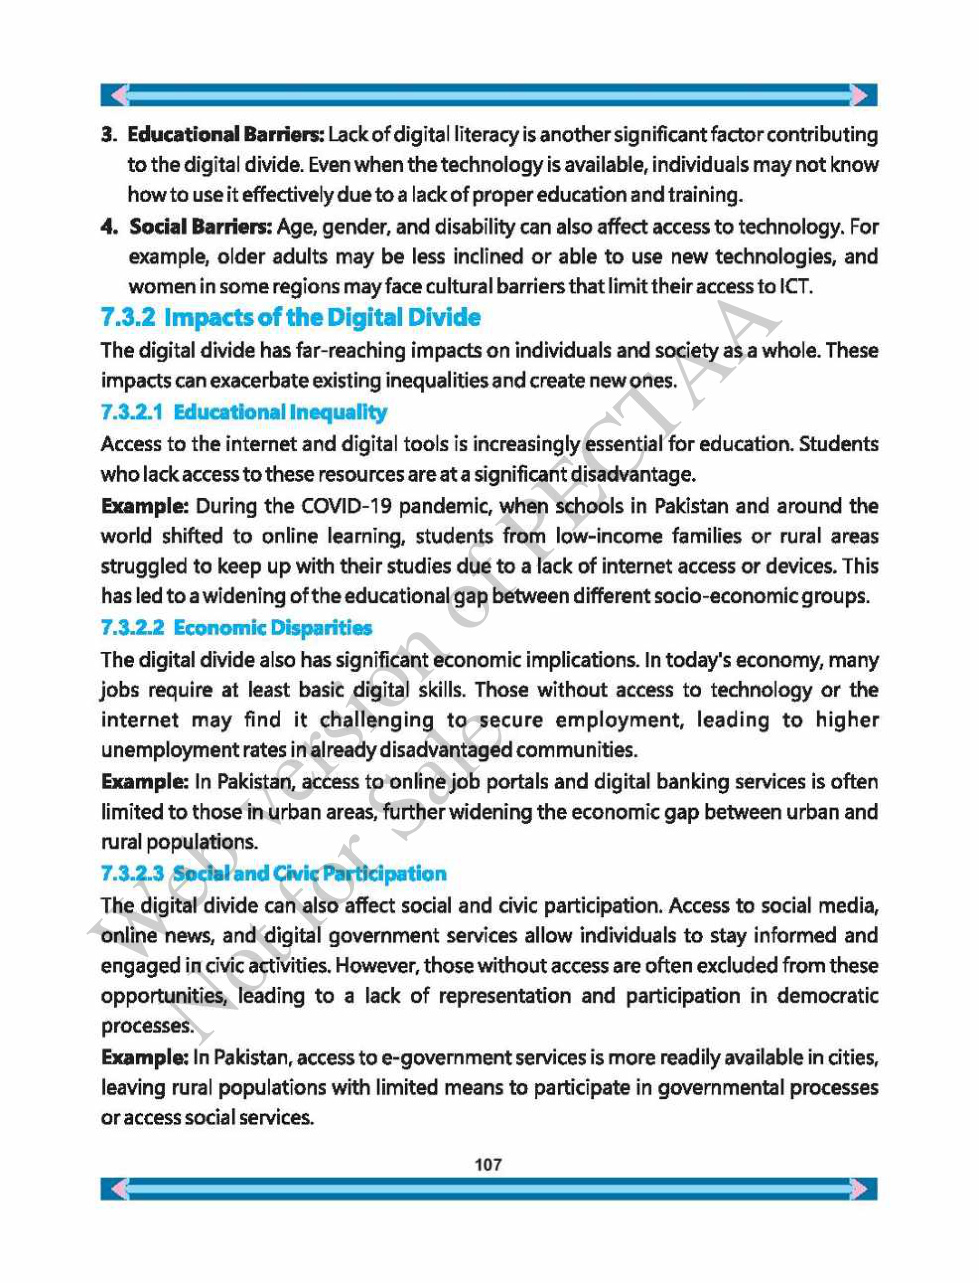 3. Educational Barriers: Lack of digital literacy is another significant factor contributing
to the digital divide. Even when the technology is available, individuals may not know
how to use it effectively due to a lack of proper education and training.
4. Social Barriers: Age, gender, and disability can also affect access to technology. For
example, older adults may be less inclined or able to use new technologies, and
women in some regions may face cultural barriers that limit their access to ICT.
7.3.2 Impacts of the Digital Divide
The digital divide has far-reaching impacts on individuals and society as a whole. These
impacts can exacerbate existing inequalities and create new ones.
7.3.2.1 Educational Inequality
Access to the internet and digital tools is increasingly essential for education. Students
who lack access to these resources are at a significant disadvantage.
Example: During the COVID-19 pandemic, when schools in Pakistan and around the
world shifted to online learning, students from low-income families or rural areas
struggled to keep up with their studies due to a lack of internet access or devices. This
has led to a widening of the educational gap between different socio-economic groups.
7.3.2.2 Economic Disparities
The digital divide also has significant economic implications. In today's economy, many
jobs require at least basic digital skills. Those without access to technology or the
internet may find it challenging to secure employment, leading to higher
unemployment rates in already disadvantaged communities.
Example: In Pakistan, access to online job portals and digital banking services is often
limited to those in urban areas, further widening the economic gap between urban and
rural populations.
7.3.2.3 Social and Civic Participation
The digital divide can also affect social and civic participation. Access to social media,
online news, and digital government services allow individuals to stay informed and
engaged in civic activities. However, those without access are often excluded from these
opportunities, leading to a lack of representation and participation in democratic
processes.
Example: In Pakistan, access to e-government services is more readily available in cities,
leaving rural populations with limited means to participate in governmental processes
or access social services.
107
Web version of PECTAA
Not for Sale